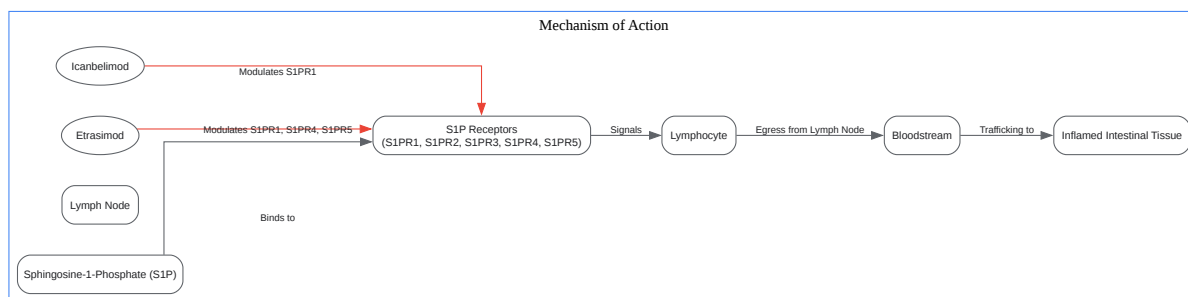 Mechanism of Action
Icanbelimod
Modulates S1PR1
Etrasimod
Modulates S1PR1, S1PR4, S1PR5
S1P Receptors
(S1PR1, S1PR2, S1PR3, S1PR4, S1PR5)
Signals
Lymphocyte
Egress from Lymph Node
Bloodstream
Trafficking to
Inflamed Intestinal Tissue
Lymph Node
Binds to
Sphingosine-1-Phosphate (S1P)